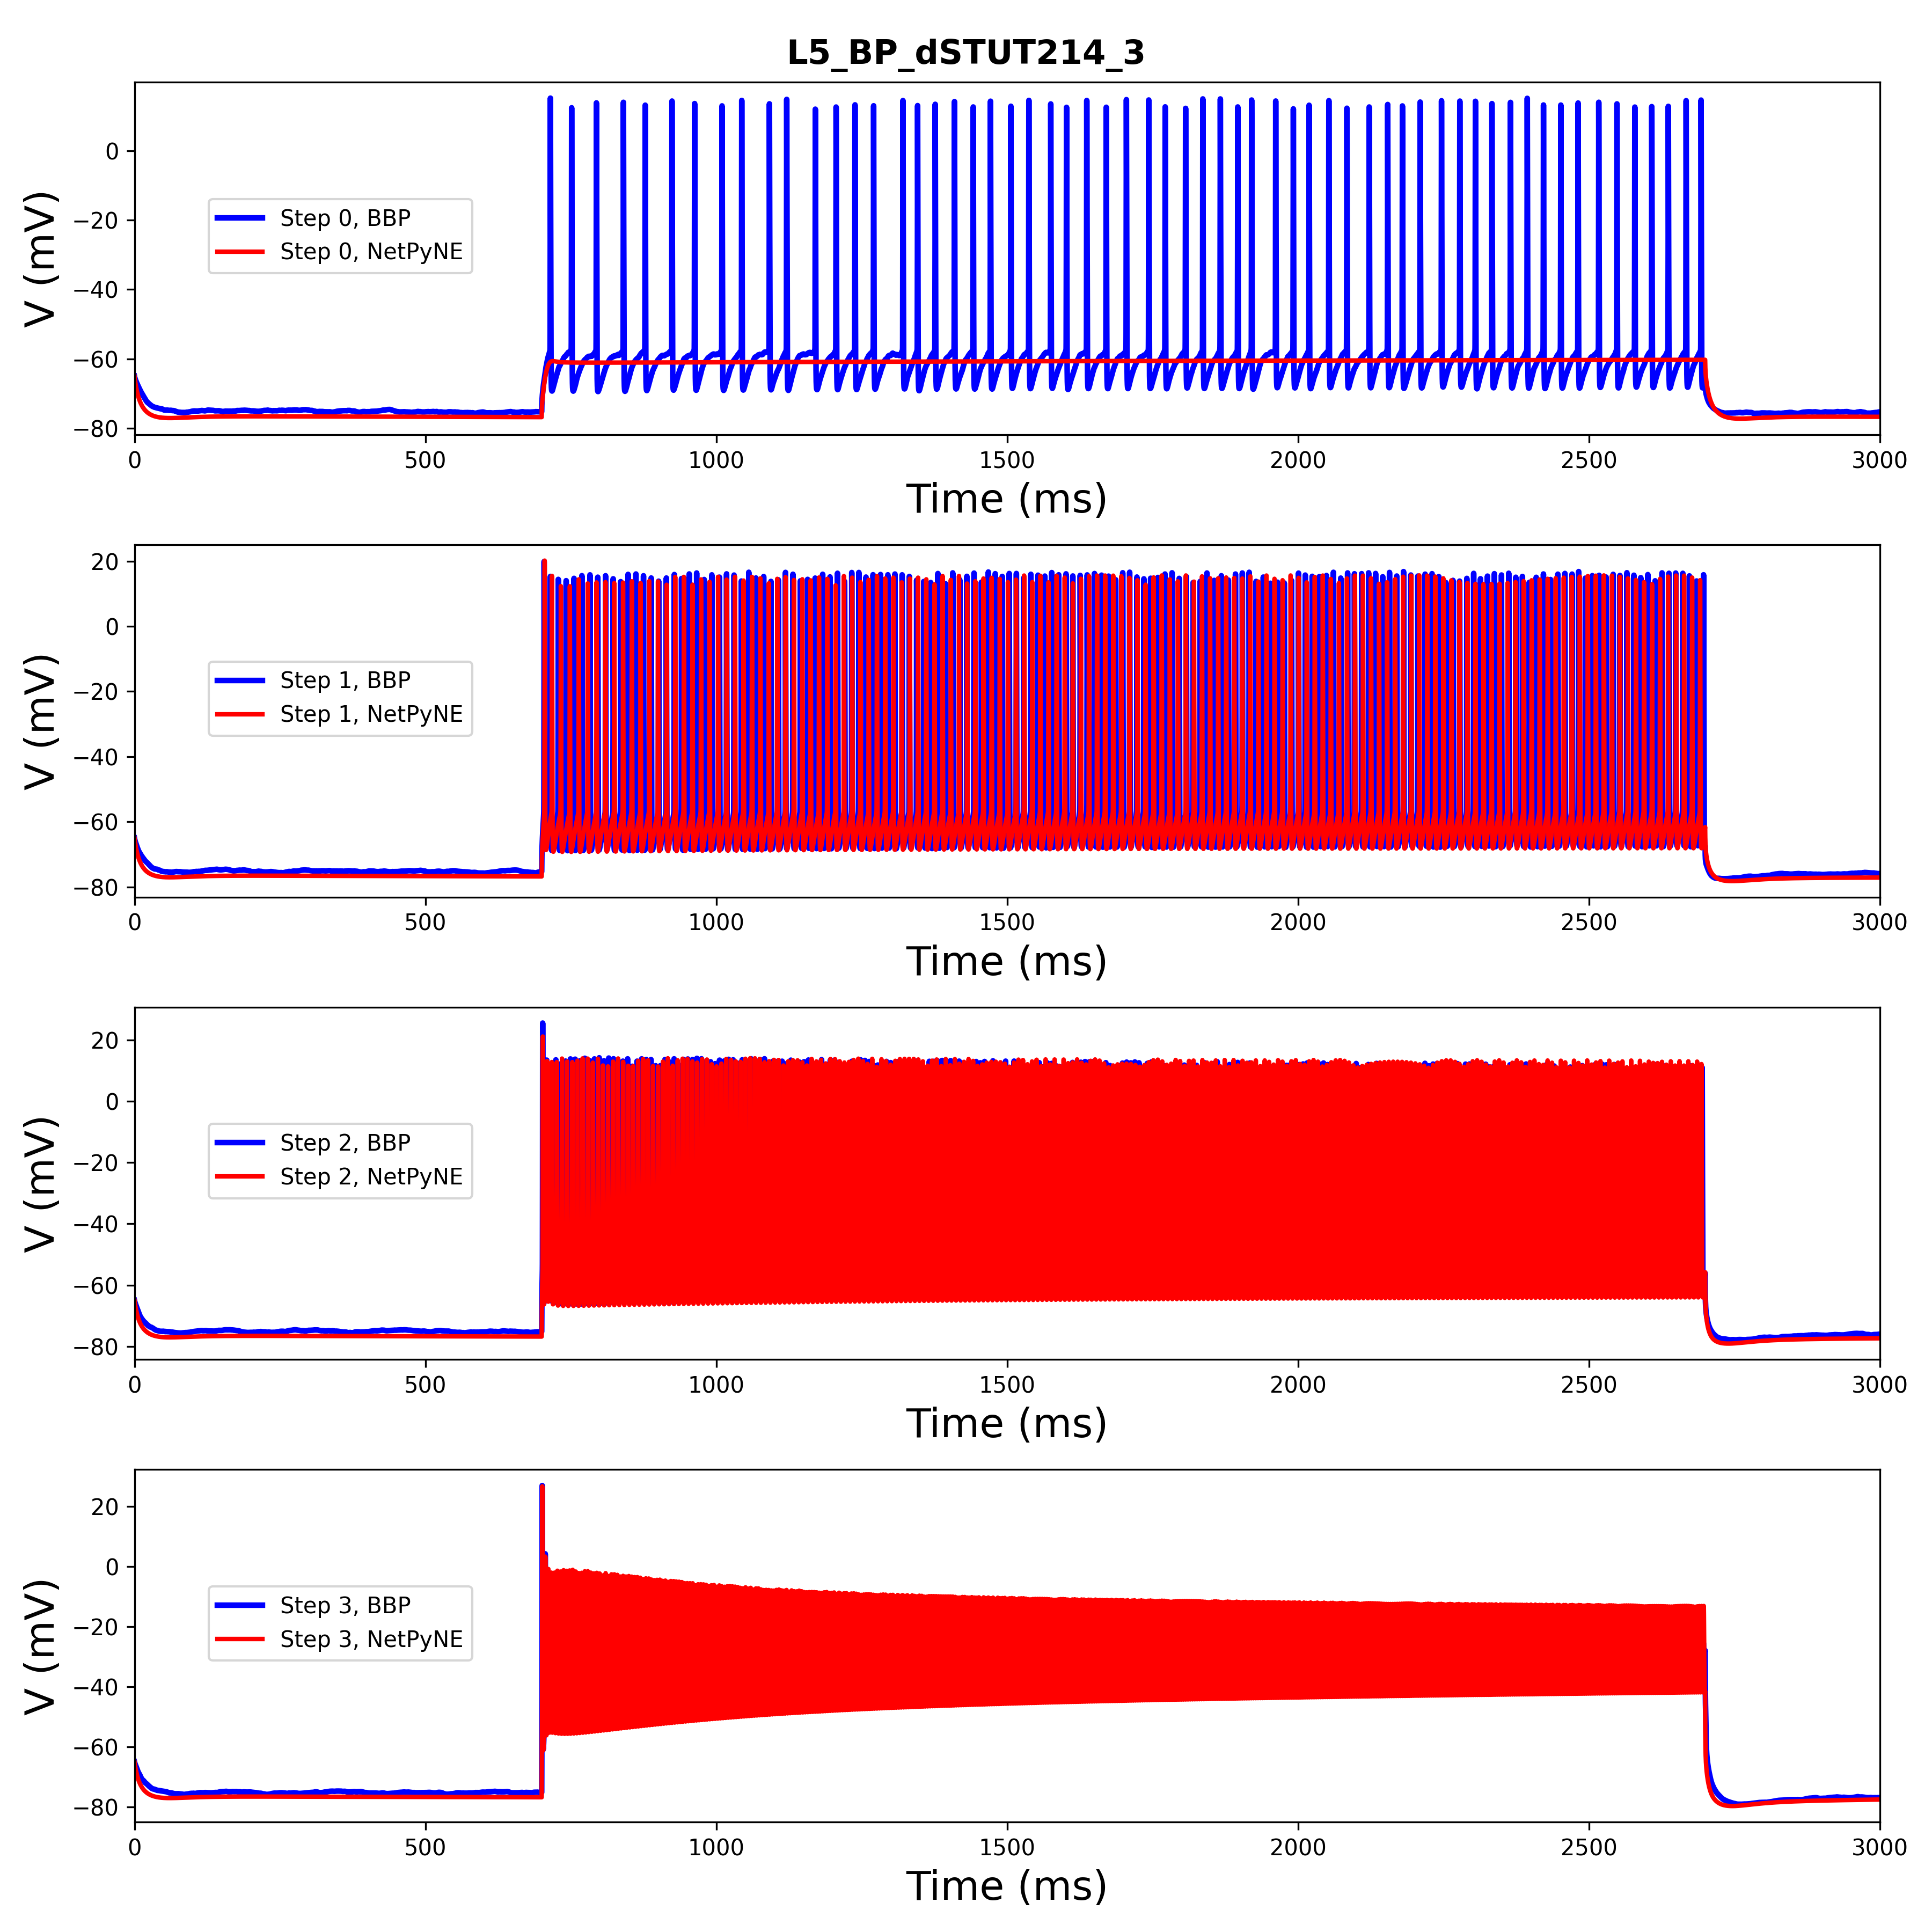 L5_BP_dSTUT214_3
0
−20
−40
−60
−80
V (mV)
Step 0, BBP
Step 0, NetPyNE
0 500 1000 1500 2000 2500 3000
Time (ms)
20
0
−20
−40
−60
−80
V (mV)
Step 1, BBP
Step 1, NetPyNE
0 500 1000 1500 2000 2500 3000
Time (ms)
20
0
−20
−40
−60
−80
V (mV)
Step 2, BBP
Step 2, NetPyNE
0 500 1000 1500 2000 2500 3000
Time (ms)
20
0
−20
−40
−60
−80
V (mV)
Step 3, BBP
Step 3, NetPyNE
0 500 1000 1500 2000 2500 3000
Time (ms)